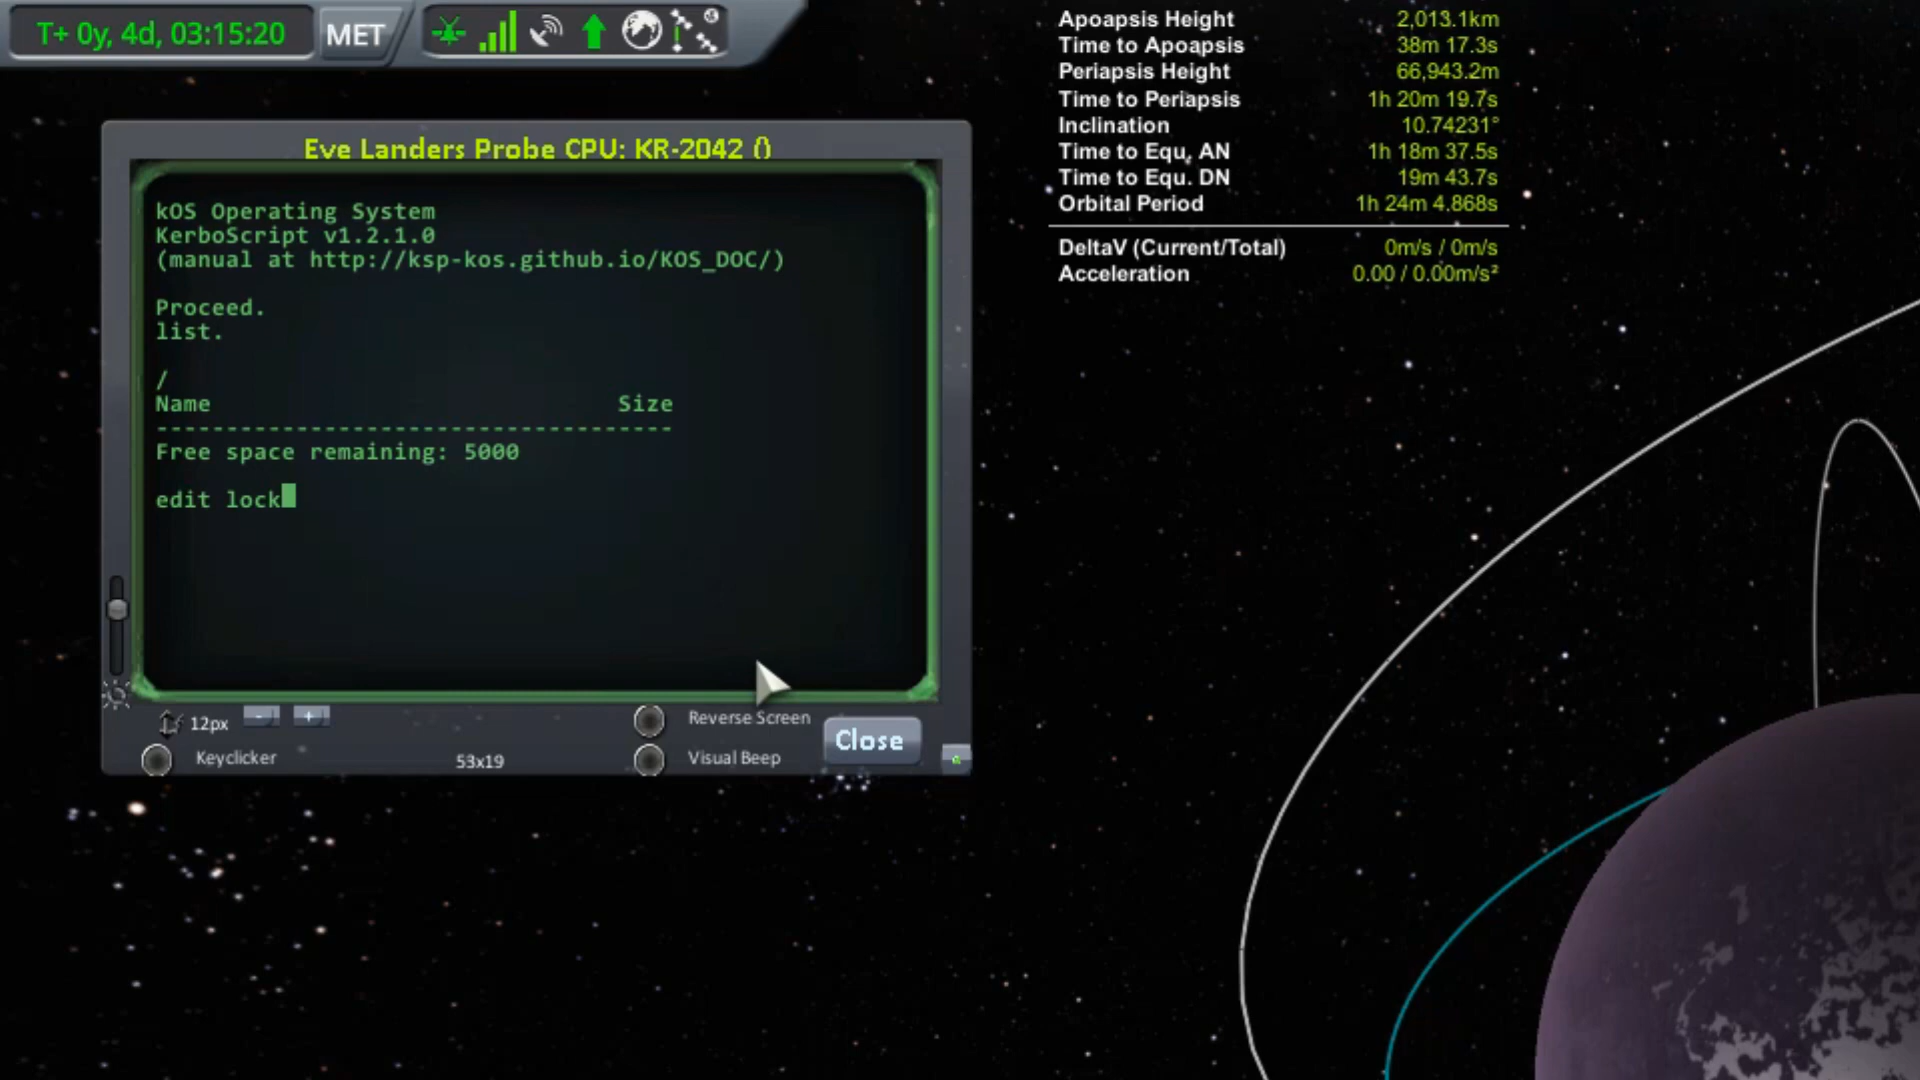 T+ 0y, 4d, 03:15:20 MET
Eve Landers Probe CPU: KR-2042 ()
kOS Operating System
KerboScript v1.2.1.0
(manual at http://ksp-kos.github.io/KOS_DOC/)
Proceed.
list.
/
Name Size
-------------------------------------
Free space remaining: 5000
edit lock
12px - +
Reverse Screen
Close
Keyclicker
53x19
Visual Beep
Apoapsis Height 2,013.1km
Time to Apoapsis 38m 17.3s
Periapsis Height 66,943.2m
Time to Periapsis 1h 20m 19.7s
Inclination 10.74231°
Time to Equ. AN 1h 18m 37.5s
Time to Equ. DN 19m 43.7s
Orbital Period 1h 24m 4.868s
DeltaV (Current/Total) 0m/s / 0m/s
Acceleration 0.00 / 0.00m/s²